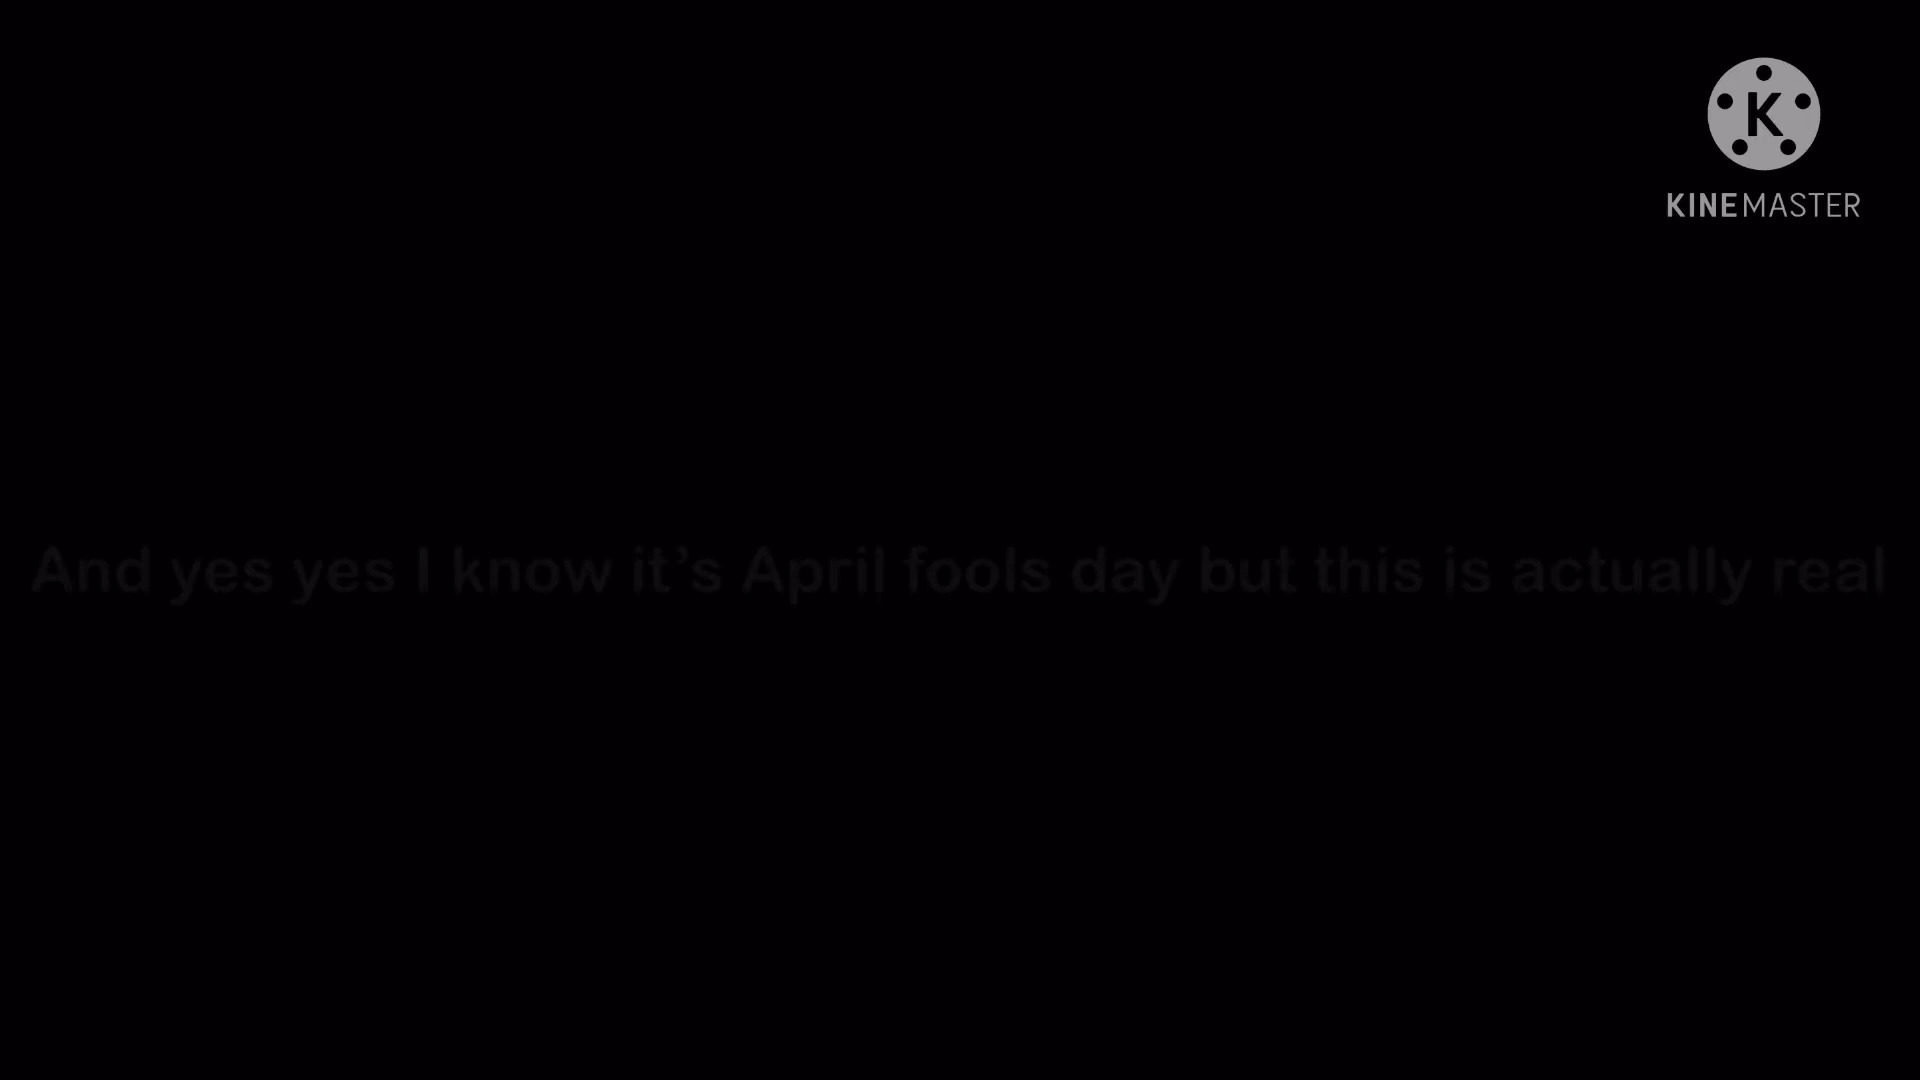 K
KINEMASTER
And yes yes I know it’s April fools day but this is actually real